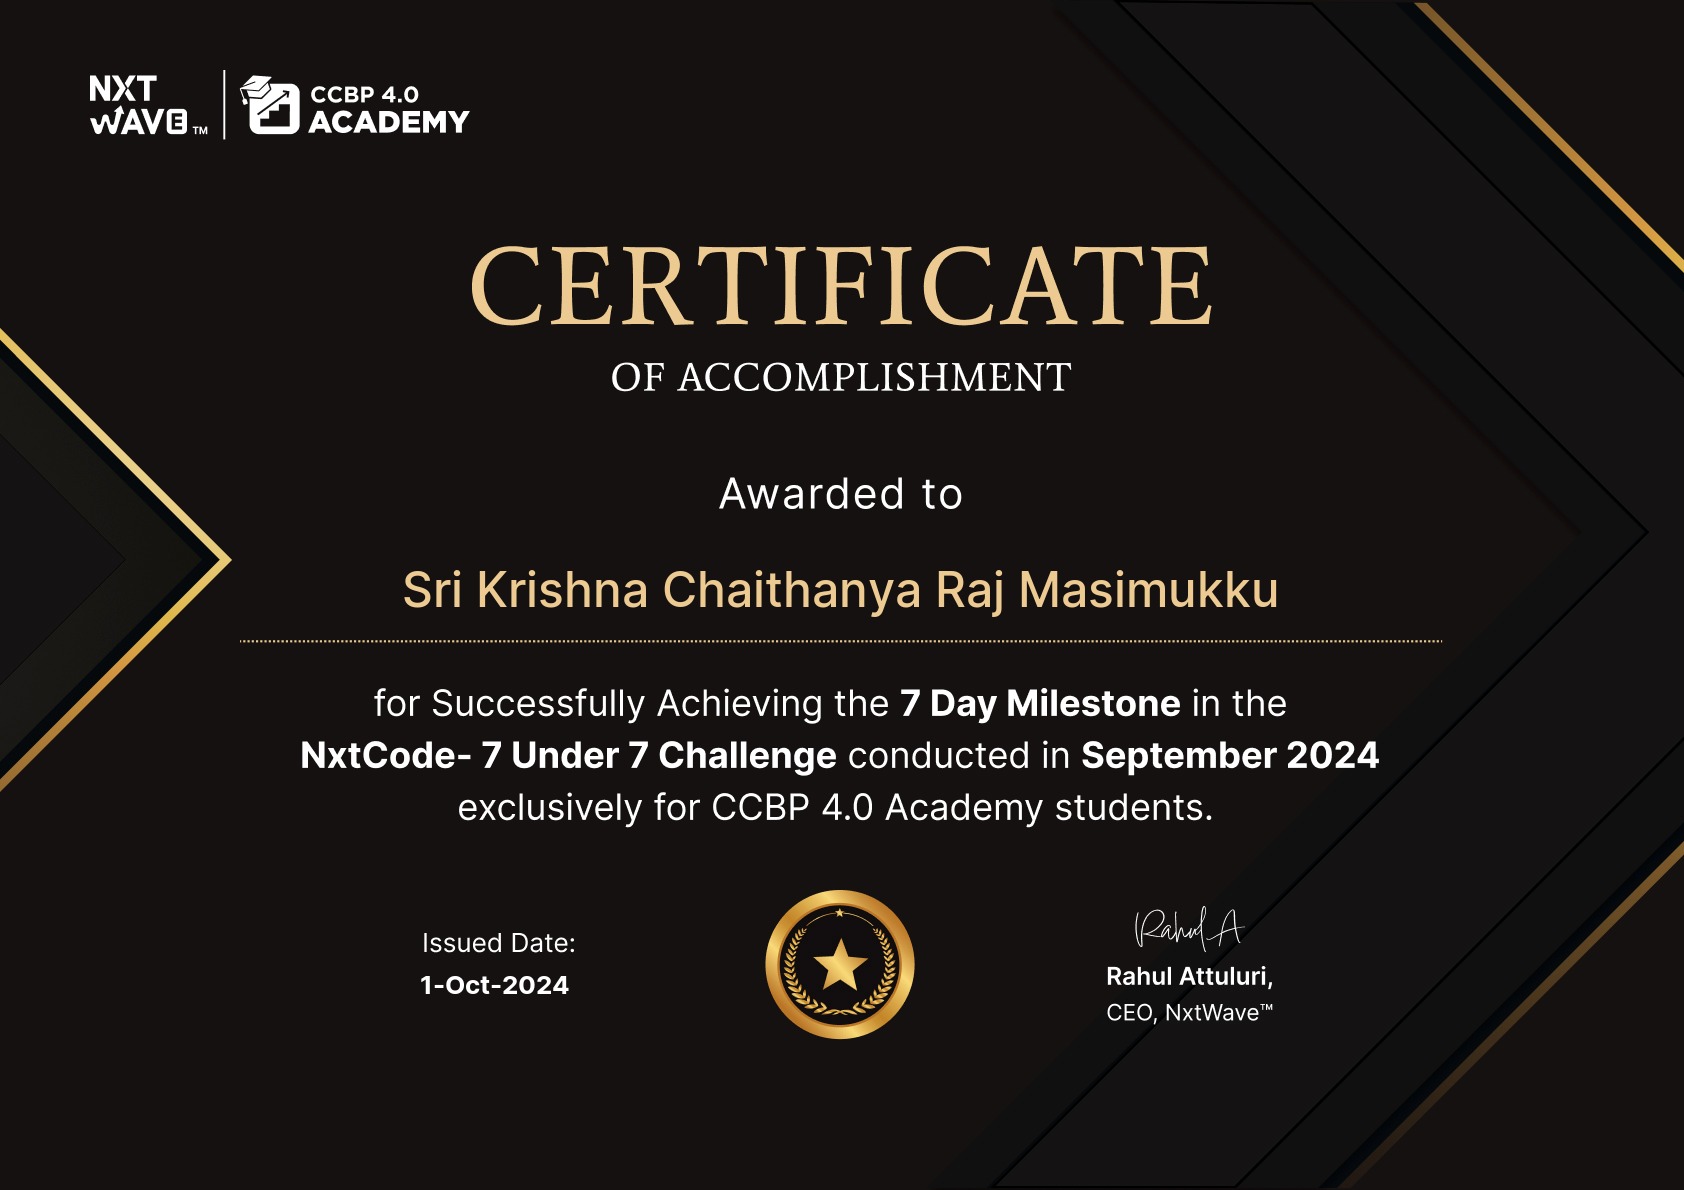 NXT
WAVE TM
CCBP 4.0
ACADEMY
CERTIFICATE
OF ACCOMPLISHMENT
Awarded to
Sri Krishna Chaithanya Raj Masimukku
for Successfully Achieving the 7 Day Milestone in the
NxtCode- 7 Under 7 Challenge conducted in September 2024
exclusively for CCBP 4.0 Academy students.
Issued Date:
1-Oct-2024
Rahul A
Rahul Attuluri,
CEO, NxtWave™